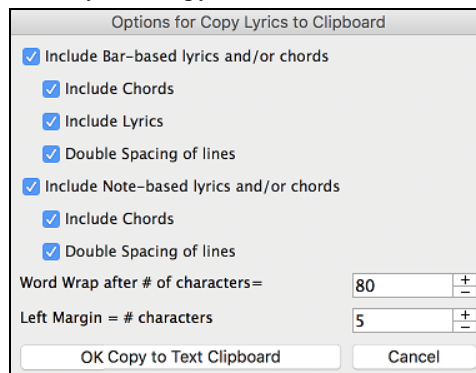 Options for Copy Lyrics to Clipboard
Include Bar-based lyrics and/or chords
Include Chords
Include Lyrics
Double Spacing of lines
Include Note-based lyrics and/or chords
Include Chords
Double Spacing of lines
Word Wrap after # of characters= 80 + −
Left Margin = # characters 5 + −
OK Copy to Text Clipboard Cancel